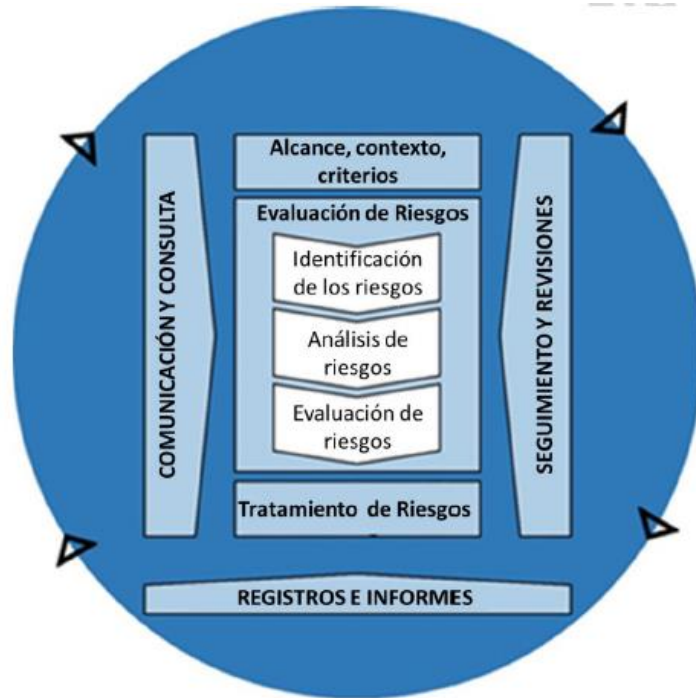 Alcance, contexto,
criterios
Evaluación de Riesgos
Identificación
de los riesgos
Análisis de
riesgos
Evaluación de
riesgos
Tratamiento de Riesgos
COMUNICACIÓN Y CONSULTA
SEGUIMIENTO Y REVISIONES
REGISTROS E INFORMES